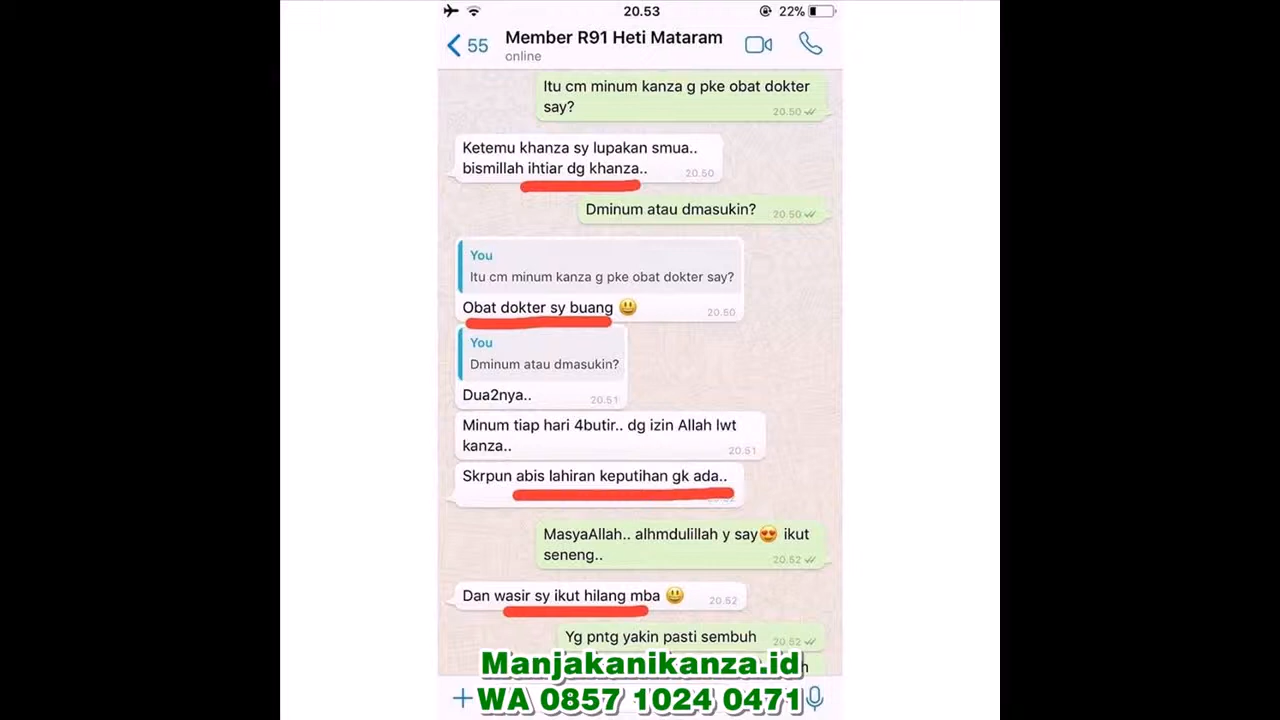 20.53
22%
55
Member R91 Heti Mataram
online
Itu cm minum kanza g pke obat dokter
say?
20.50
Ketemu khanza sy lupakan smua..
bismillah ihtiar dg khanza..
20.50
Dminum atau dmasukin?
20.50
You
Itu cm minum kanza g pke obat dokter say?
Obat dokter sy buang 😃
20.50
You
Dminum atau dmasukin?
Dua2nya..
20.51
Minum tiap hari 4butir.. dg izin Allah lwt
kanza..
20.51
Skrpun abis lahiran keputihan gk ada..
MasyaAllah.. alhmdulillah y say😍 ikut
seneng..
20.52
Dan wasir sy ikut hilang mba 😃
20.52
Yg pntg yakin pasti sembuh
20.52
Manjakanikanza.id
WA 0857 1024 0471